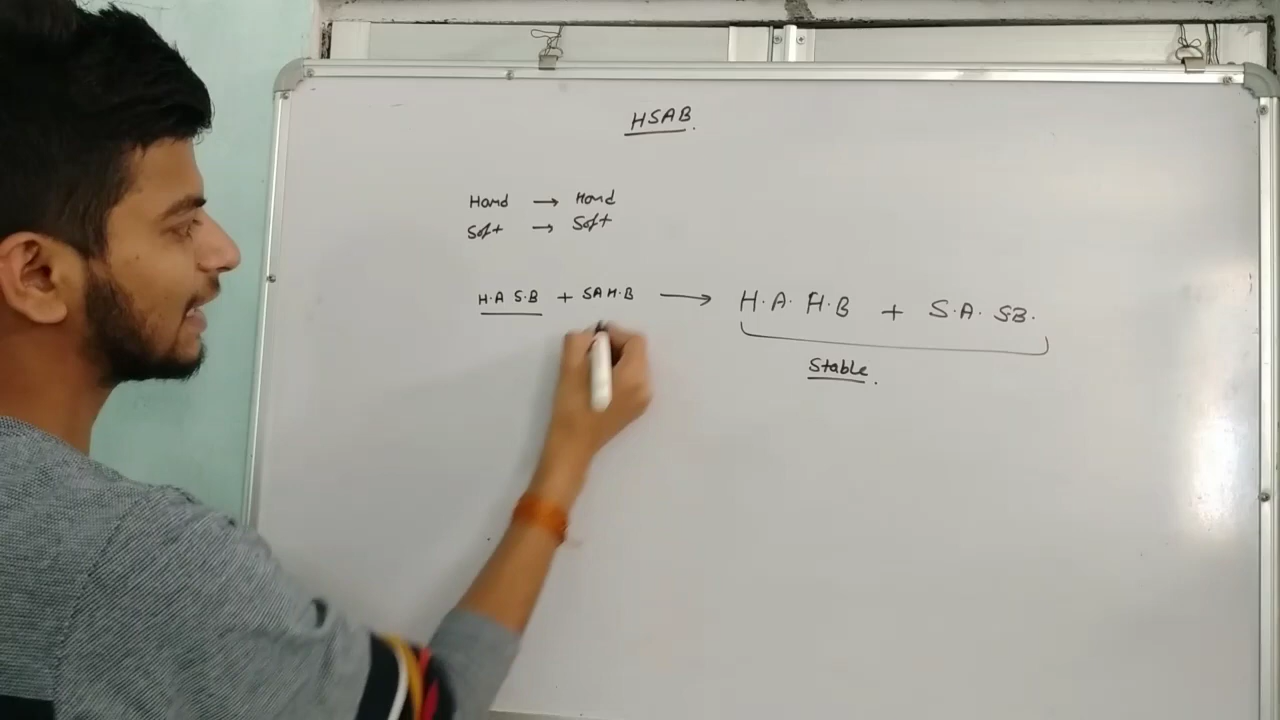 HSAB.
Hard → Hard
Soft → Soft
H.A S.B + SA H.B → H.A. H.B + S.A. SB.
Stable.